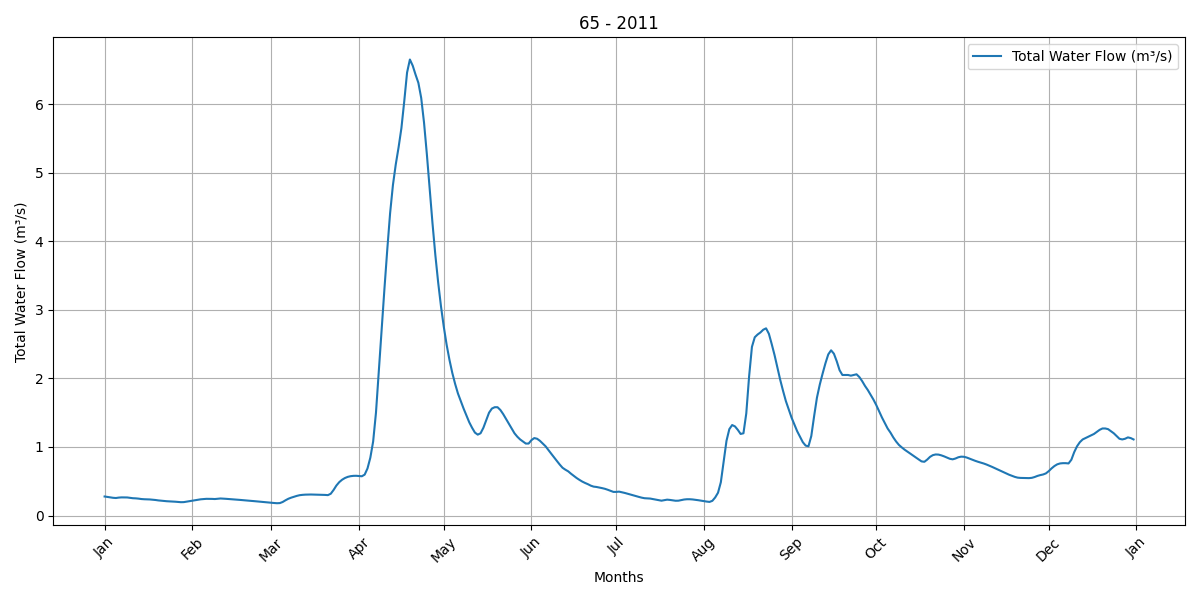 65 - 2011
Total Water Flow (m³/s)
Total Water Flow (m³/s)
6
5
4
3
2
1
0
Jan Feb Mar Apr May Jun Jul Aug Sep Oct Nov Dec Jan
Months